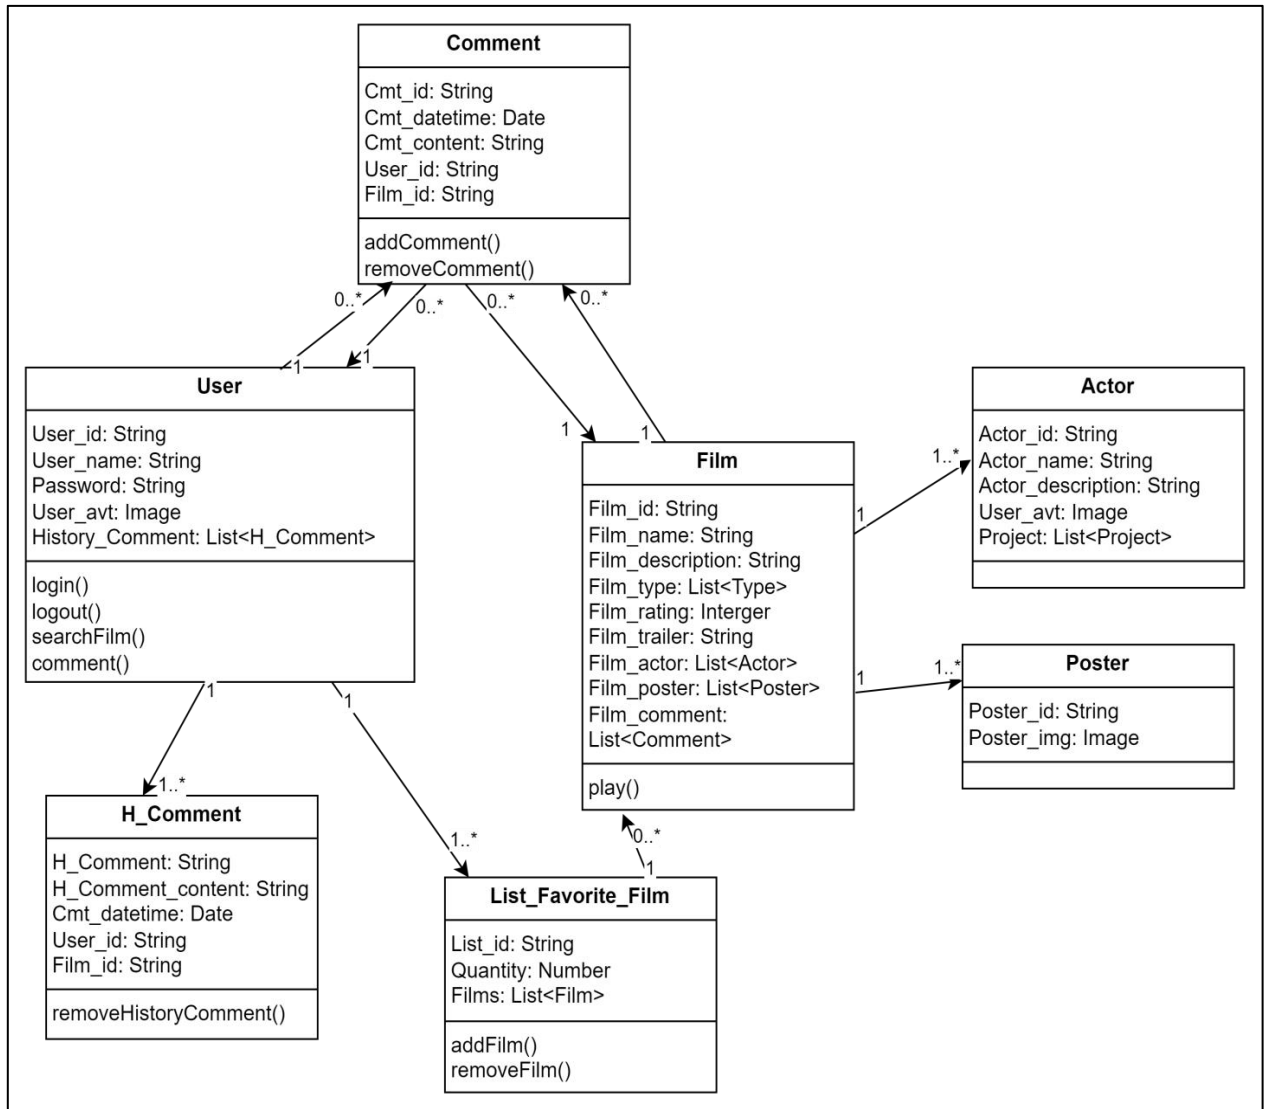 Comment
Cmt_id: String
Cmt_datetime: Date
Cmt_content: String
User_id: String
Film_id: String
addComment()
removeComment()
0..*
0..*
0..*
0..*
1
1
1
1
User
User_id: String
User_name: String
Password: String
User_avt: Image
History_Comment: List<H_Comment>
login()
logout()
searchFilm()
comment()
Film
Film_id: String
Film_name: String
Film_description: String
Film_type: List<Type>
Film_rating: Interger
Film_trailer: String
Film_actor: List<Actor>
Film_poster: List<Poster>
Film_comment:
List<Comment>
play()
Actor
Actor_id: String
Actor_name: String
Actor_description: String
User_avt: Image
Project: List<Project>
1..*
1
Poster
Poster_id: String
Poster_img: Image
1..*
1
1
1
1..*
1..*
0..*
1
H_Comment
H_Comment: String
H_Comment_content: String
Cmt_datetime: Date
User_id: String
Film_id: String
removeHistoryComment()
List_Favorite_Film
List_id: String
Quantity: Number
Films: List<Film>
addFilm()
removeFilm()